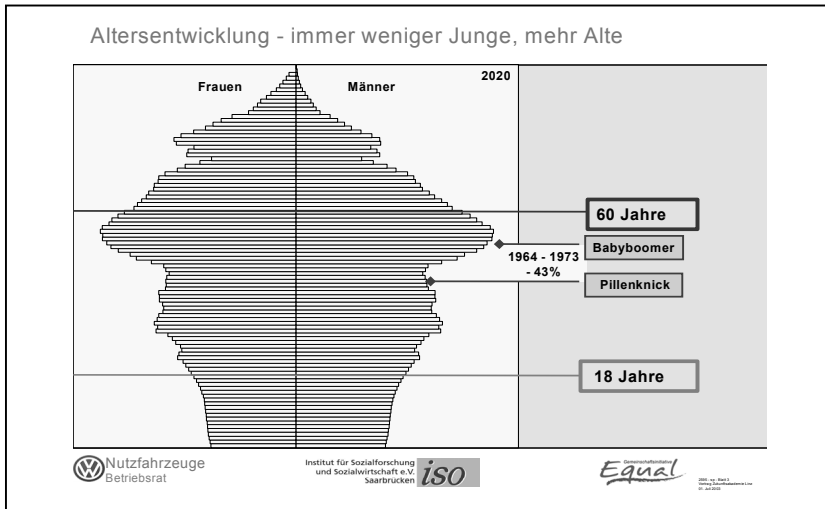 Altersentwicklung - immer weniger Junge, mehr Alte
Frauen
Männer
2020
60 Jahre
Babyboomer
1964 - 1973
- 43%
Pillenknick
18 Jahre
Nutzfahrzeuge
Betriebsrat
Institut für Sozialforschung
und Sozialwirtschaft e.V.
Saarbrücken
iso
Gemeinschaftsinitiative
Equal